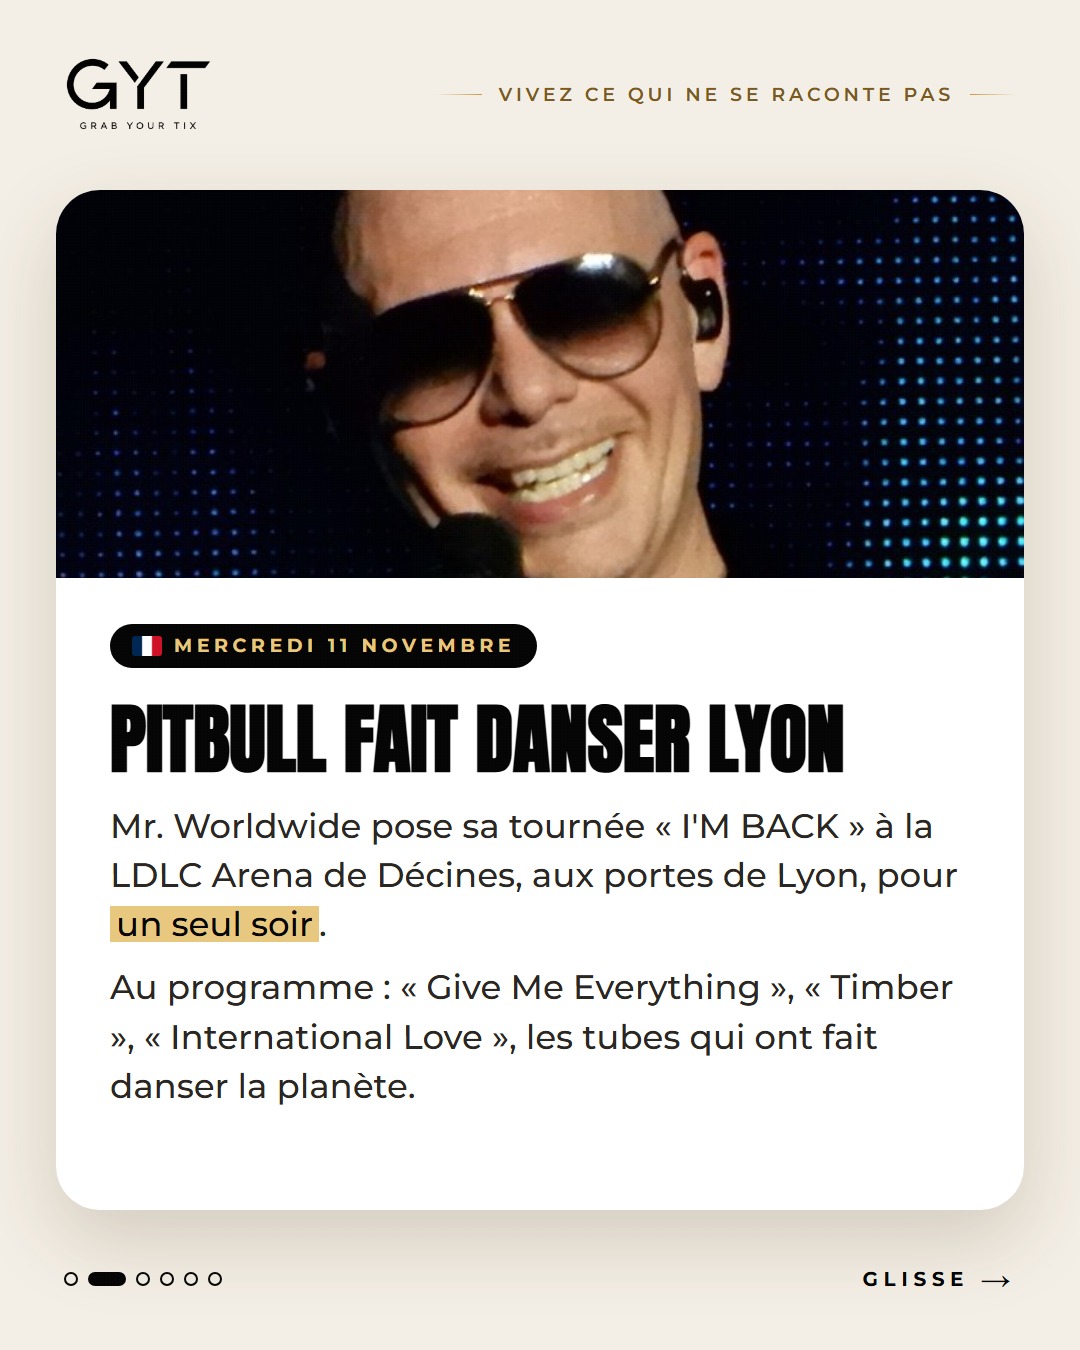 GYT
GRAB YOUR TIX
VIVEZ CE QUI NE SE RACONTE PAS
MERCREDI 11 NOVEMBRE
PITBULL FAIT DANSER LYON
Mr. Worldwide pose sa tournée « I'M BACK » à la
LDLC Arena de Décines, aux portes de Lyon, pour
un seul soir.
Au programme : « Give Me Everything », « Timber
», « International Love », les tubes qui ont fait
danser la planète.
GLISSE →